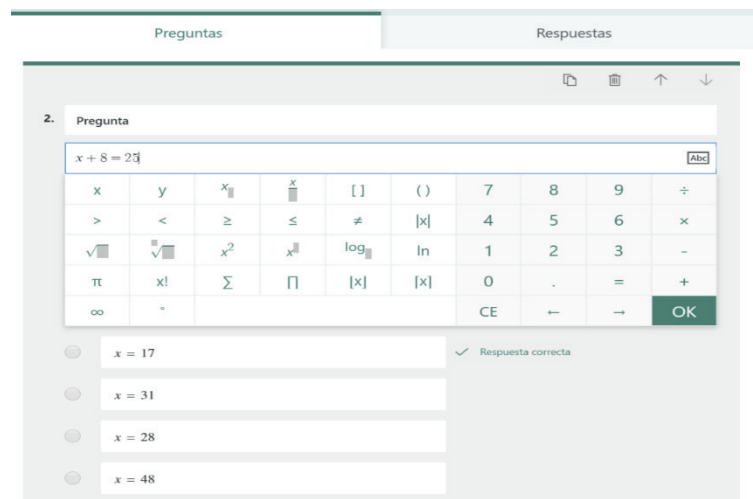 Preguntas Respuestas
2. Pregunta
x + 8 = 25 Abc
x y x x [ ] ( ) 7 8 9 ÷
> < ≥ ≤ ≠ |x| 4 5 6 ×
√ √ x² x log ln 1 2 3 -
π x! Σ ∏ ⌊x⌋ ⌈x⌉ 0 . = +
∞ ° CE ← → OK
x = 17 ✓ Respuesta correcta
x = 31
x = 28
x = 48